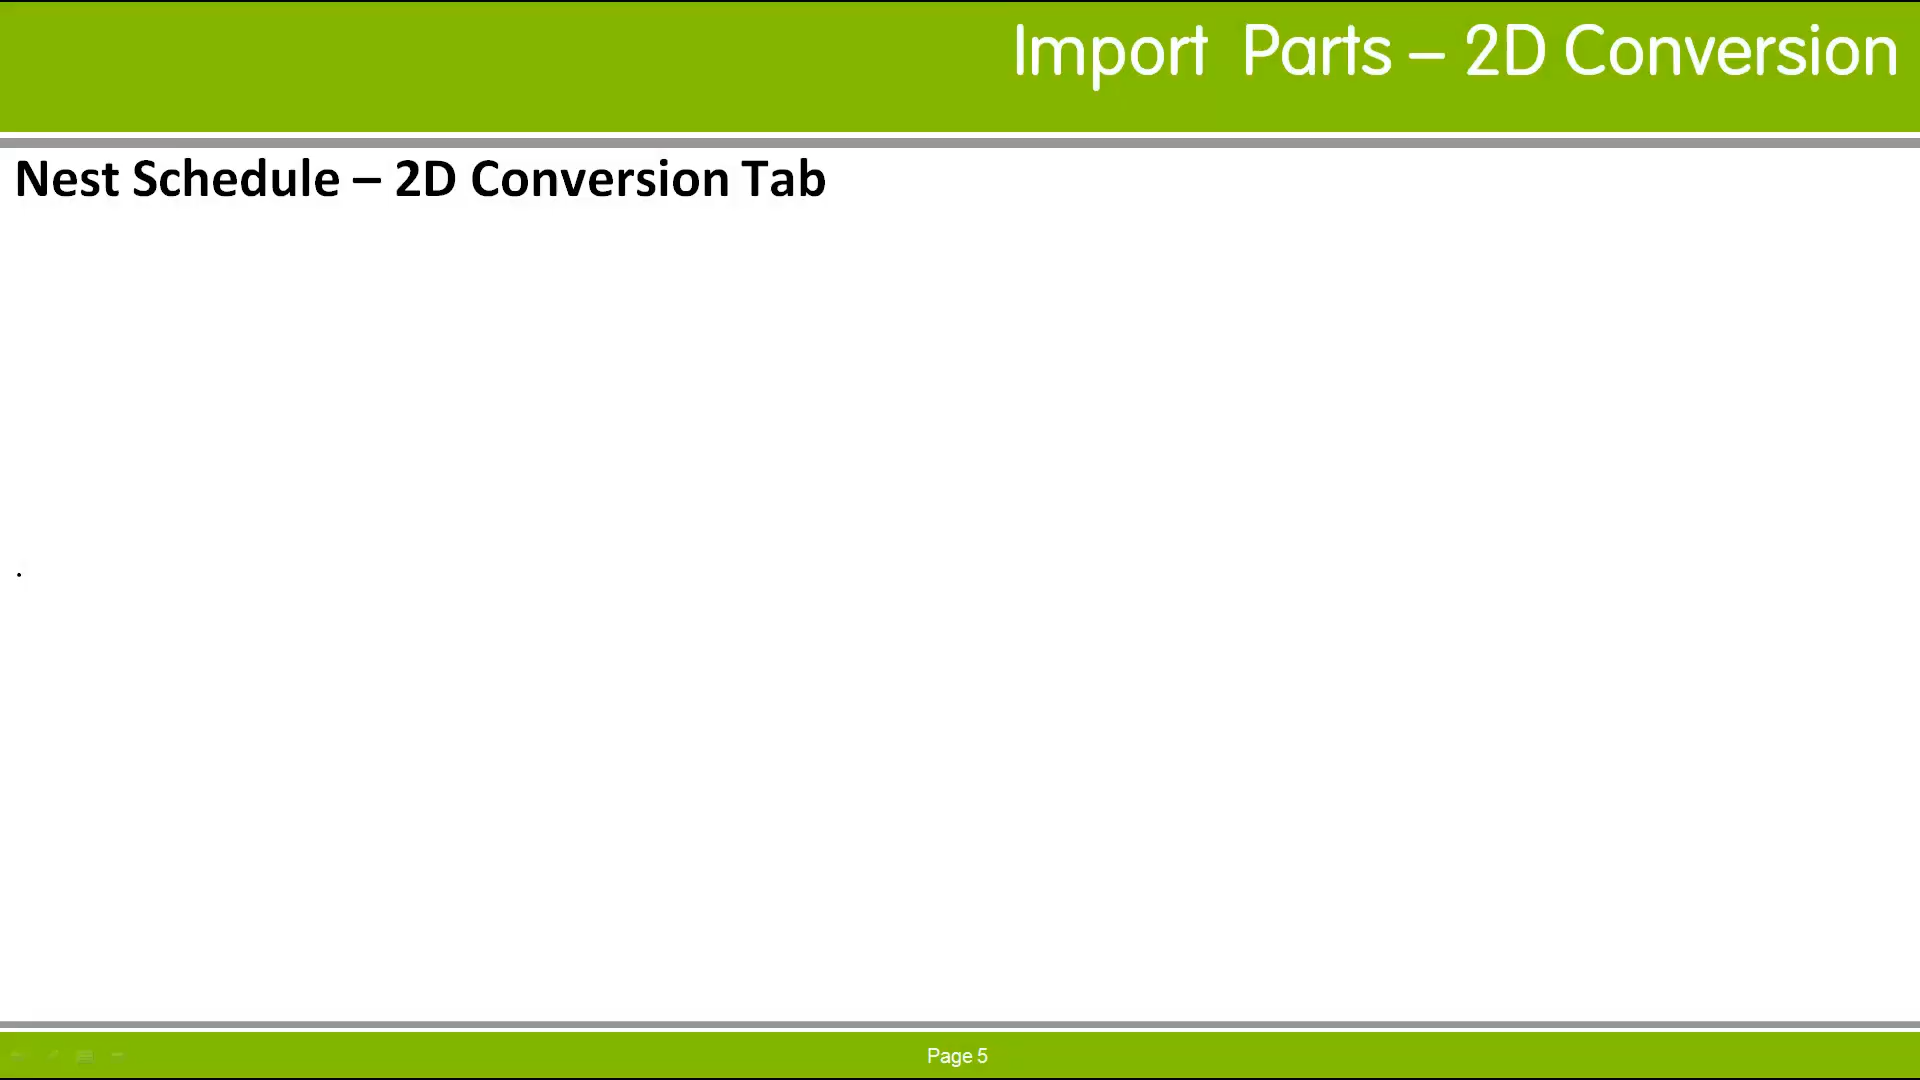 Import Parts – 2D Conversion
Nest Schedule – 2D Conversion Tab
.
Page 5